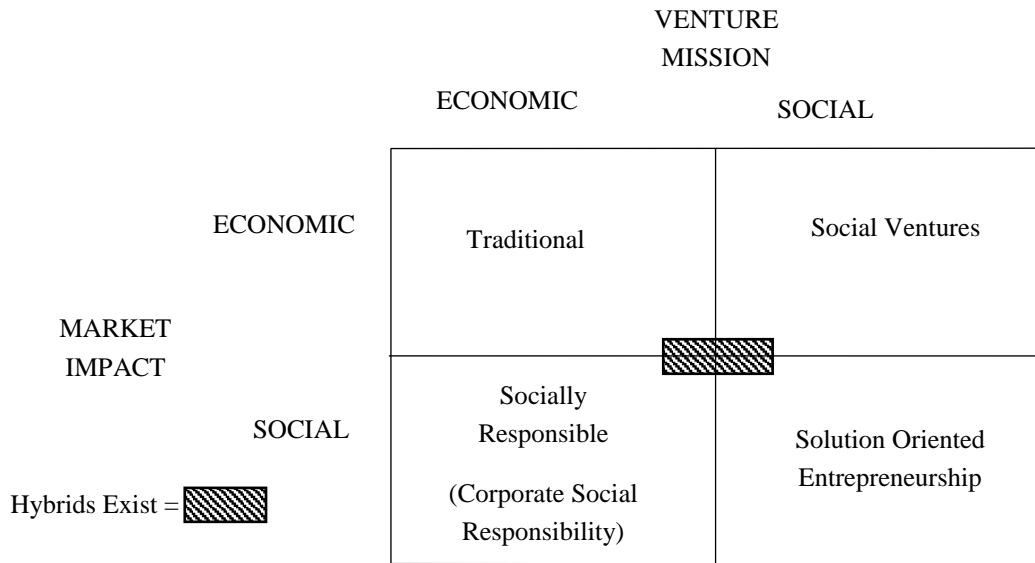 VENTURE
MISSION
ECONOMIC
SOCIAL
ECONOMIC
Traditional
Social Ventures
MARKET
IMPACT
SOCIAL
Socially
Responsible
(Corporate Social
Responsibility)
Solution Oriented
Entrepreneurship
Hybrids Exist =